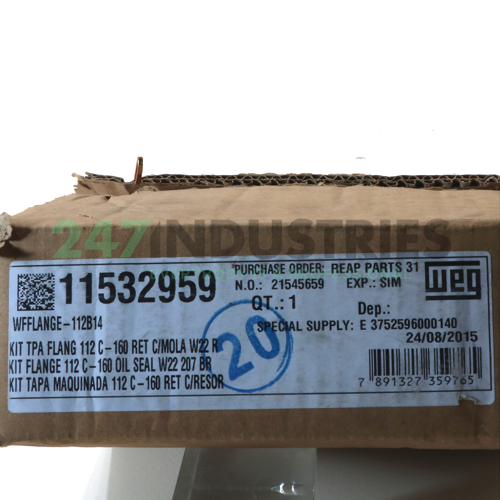 247INDUSTRIES
11532959
WFFLANGE-112B14
PURCHASE ORDER: REAP PARTS 31
N.O.: 21545659 EXP.: SIM
QT.: 1 Dep.:
SPECIAL SUPPLY: E 3752596000140
24/08/2015
WEG
KIT TPA FLANG 112 C-160 RET C/MOLA W22 R
KIT FLANGE 112 C-160 OIL SEAL W22 207 BR
KIT TAPA MAQUINADA 112 C-160 RET C/RESOR
20
7 891327 359765